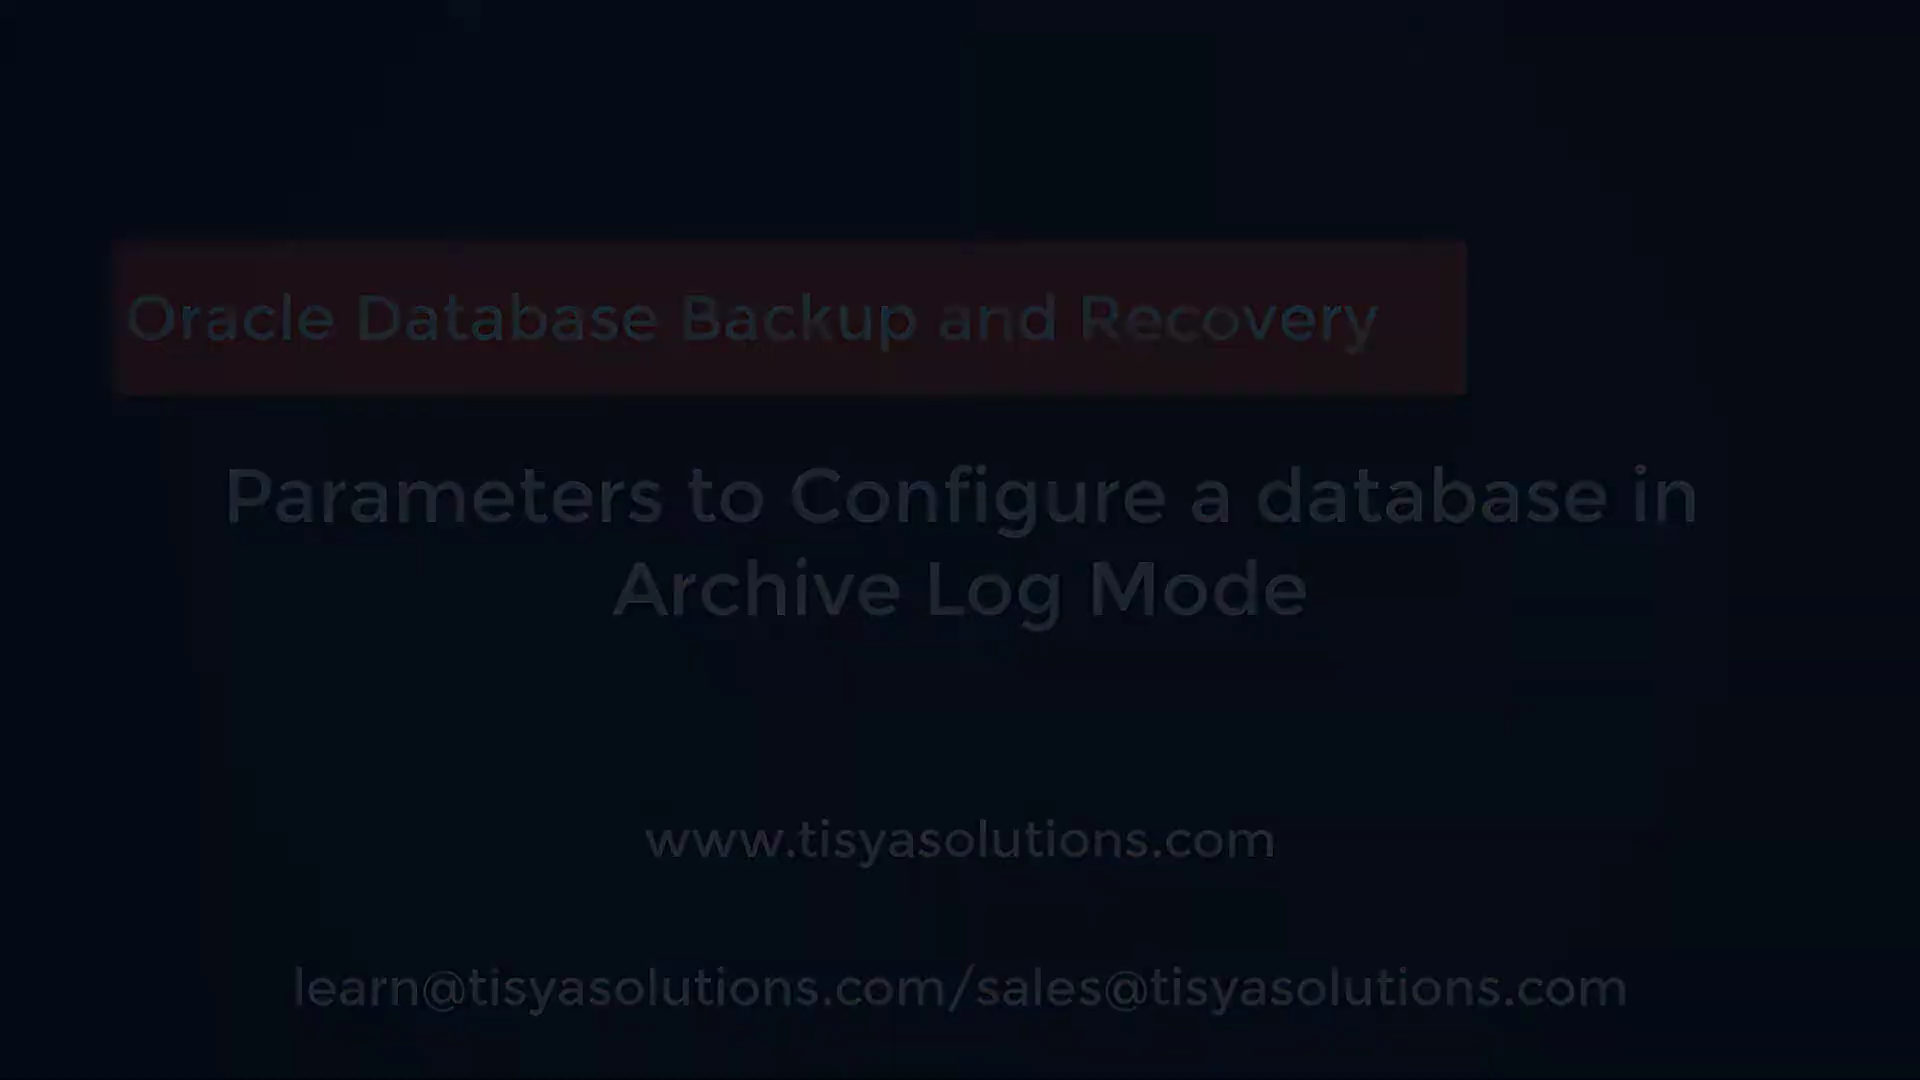 Oracle Database Backup and Recovery
Parameters to Configure a database in
Archive Log Mode
www.tisyasolutions.com
learn@tisyasolutions.com/sales@tisyasolutions.com